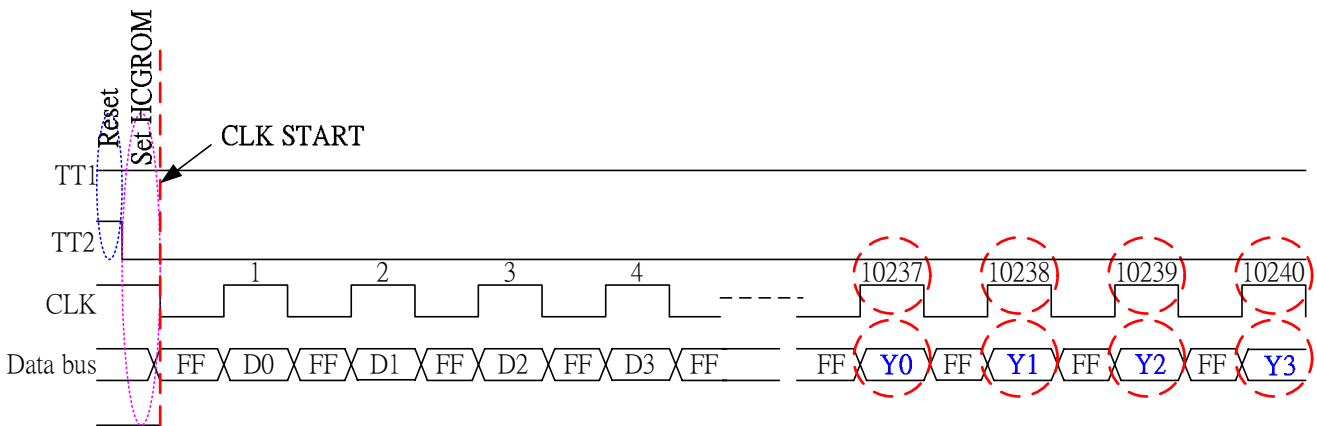 Reset
Set HCGROM
CLK START
TT1
TT2
1 2 3 4 10237 10238 10239 10240
CLK
Data bus FF D0 FF D1 FF D2 FF D3 FF FF Y0 FF Y1 FF Y2 FF Y3